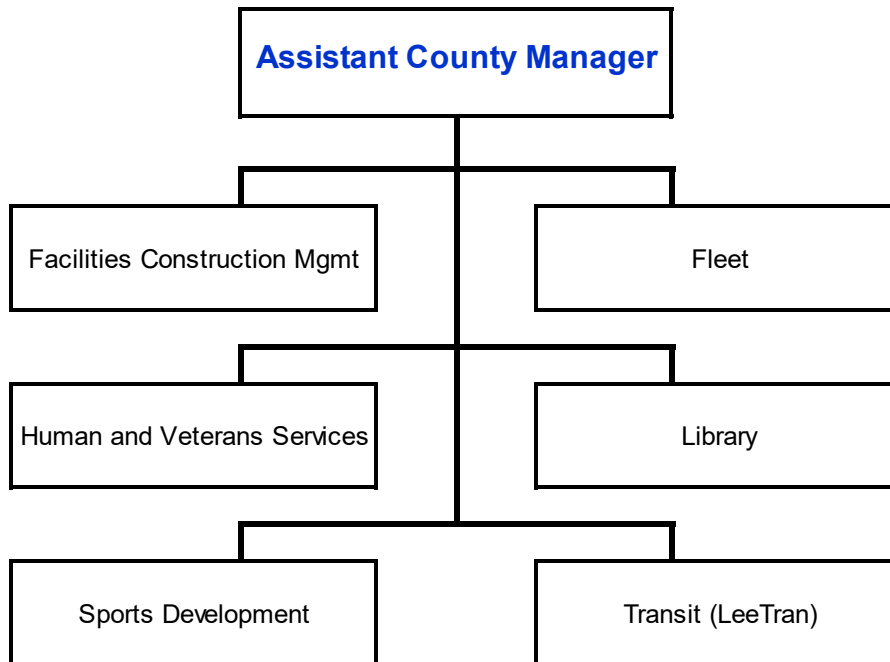 Assistant County Manager
Facilities Construction Mgmt
Fleet
Human and Veterans Services
Library
Sports Development
Transit (LeeTran)